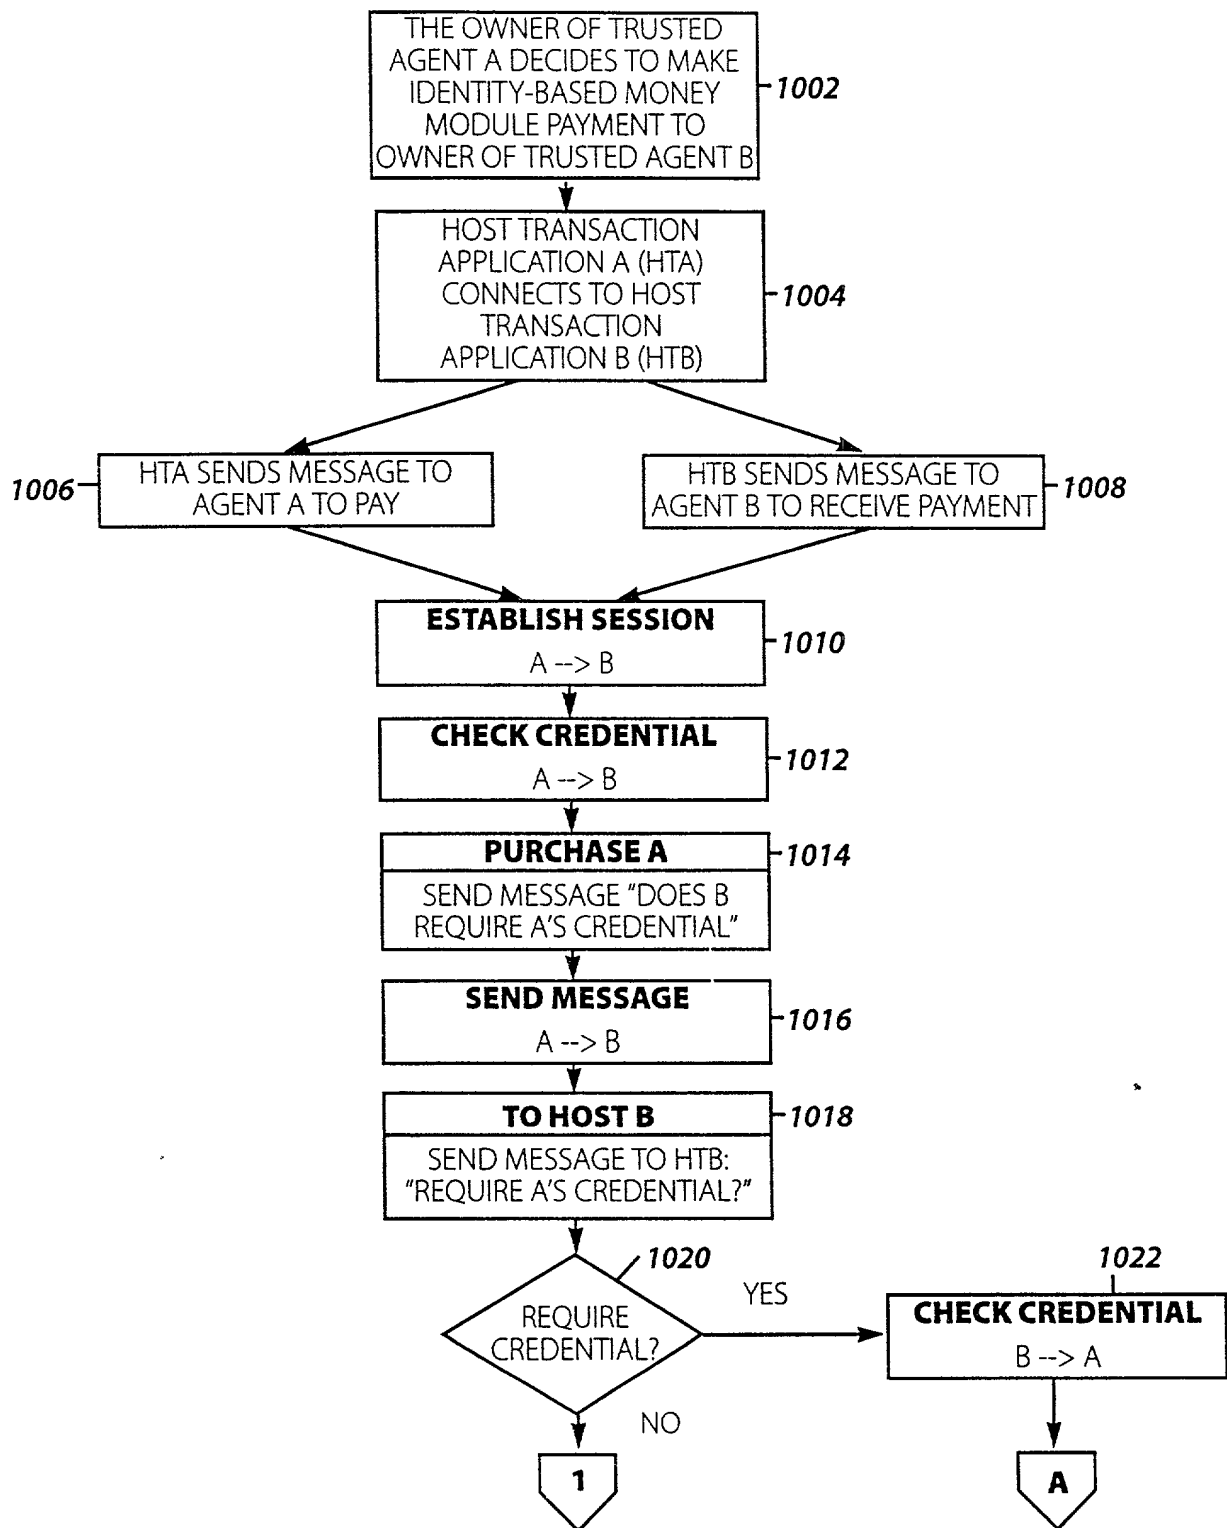 THE OWNER OF TRUSTED
AGENT A DECIDES TO MAKE
IDENTITY-BASED MONEY
MODULE PAYMENT TO
OWNER OF TRUSTED AGENT B
1002
HOST TRANSACTION
APPLICATION A (HTA)
CONNECTS TO HOST
TRANSACTION
APPLICATION B (HTB)
1004
1006
HTA SENDS MESSAGE TO
AGENT A TO PAY
HTB SENDS MESSAGE TO
AGENT B TO RECEIVE PAYMENT
1008
ESTABLISH SESSION
A --> B
1010
CHECK CREDENTIAL
A --> B
1012
PURCHASE A
1014
SEND MESSAGE "DOES B
REQUIRE A'S CREDENTIAL"
SEND MESSAGE
A --> B
1016
TO HOST B
1018
SEND MESSAGE TO HTB:
"REQUIRE A'S CREDENTIAL?"
1020
REQUIRE
CREDENTIAL?
YES
1022
CHECK CREDENTIAL
B --> A
NO
1
A